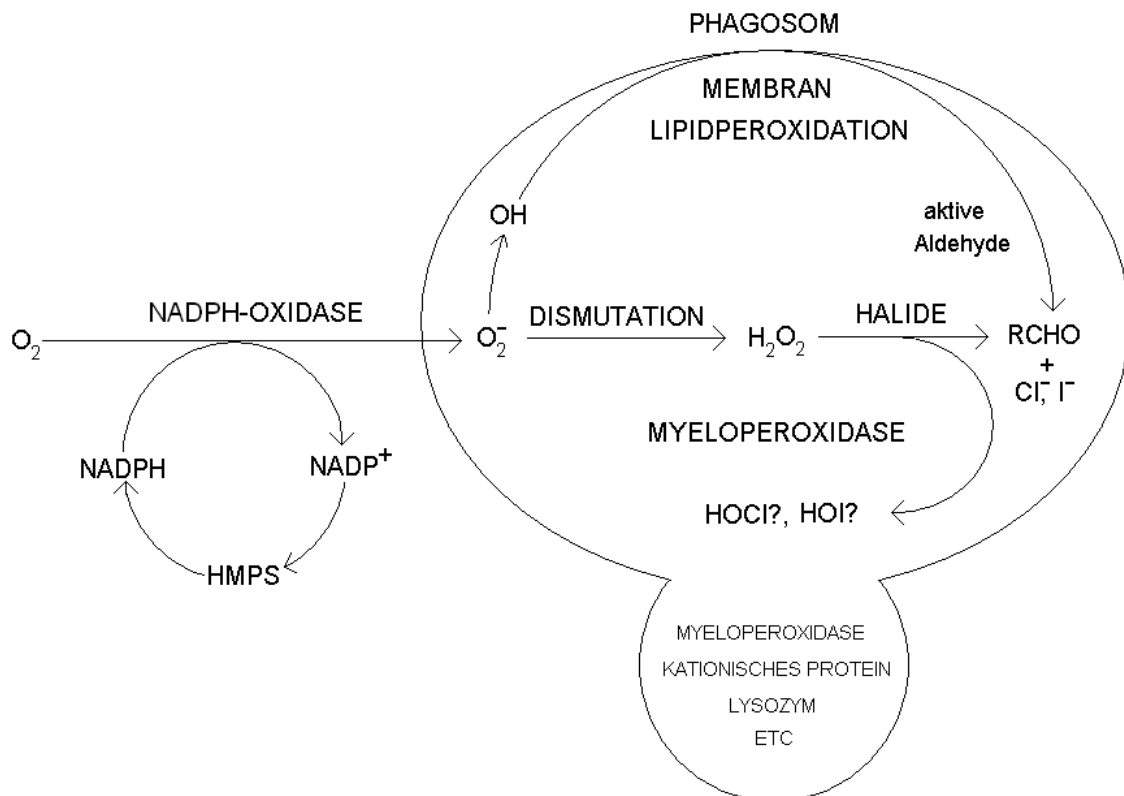 PHAGOSOM
MEMBRAN
LIPIDPEROXIDATION
OH
aktive
Aldehyde
NADPH-OXIDASE
DISMUTATION
HALIDE
O₂
O₂⁻
H₂O₂
RCHO
+
Cl⁻, I⁻
MYELOPEROXIDASE
NADPH
NADP⁺
HOCl?, HOI?
HMPS
MYELOPEROXIDASE
KATIONISCHES PROTEIN
LYSOZYM
ETC